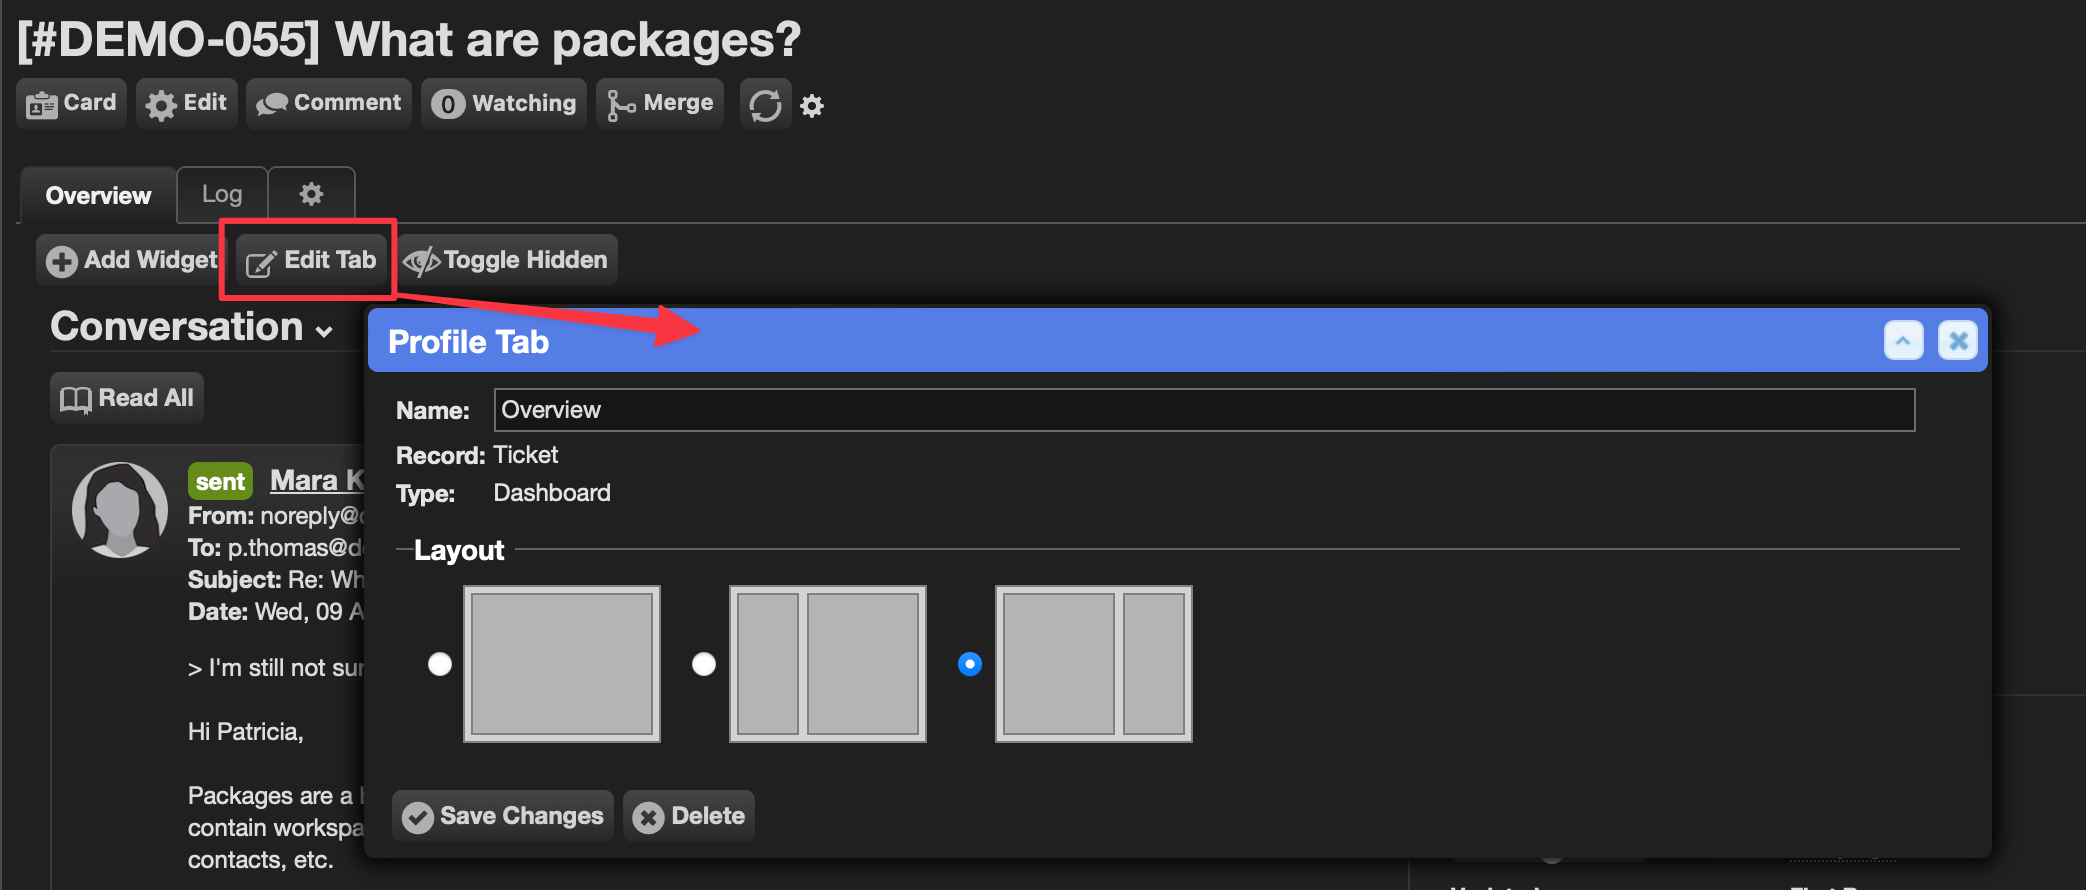 [#DEMO-055] What are packages?
Card Edit Comment 0 Watching Merge
Overview Log
Add Widget Edit Tab Toggle Hidden
Conversation
Profile Tab
Read All
Name: Overview
Record: Ticket
Type: Dashboard
Layout
sent Mara K
From: noreply@
To: p.thomas@d
Subject: Re: Wh
Date: Wed, 09 A
> I'm still not sur
Hi Patricia,
Packages are a
contain workspa
contacts, etc.
Save Changes Delete